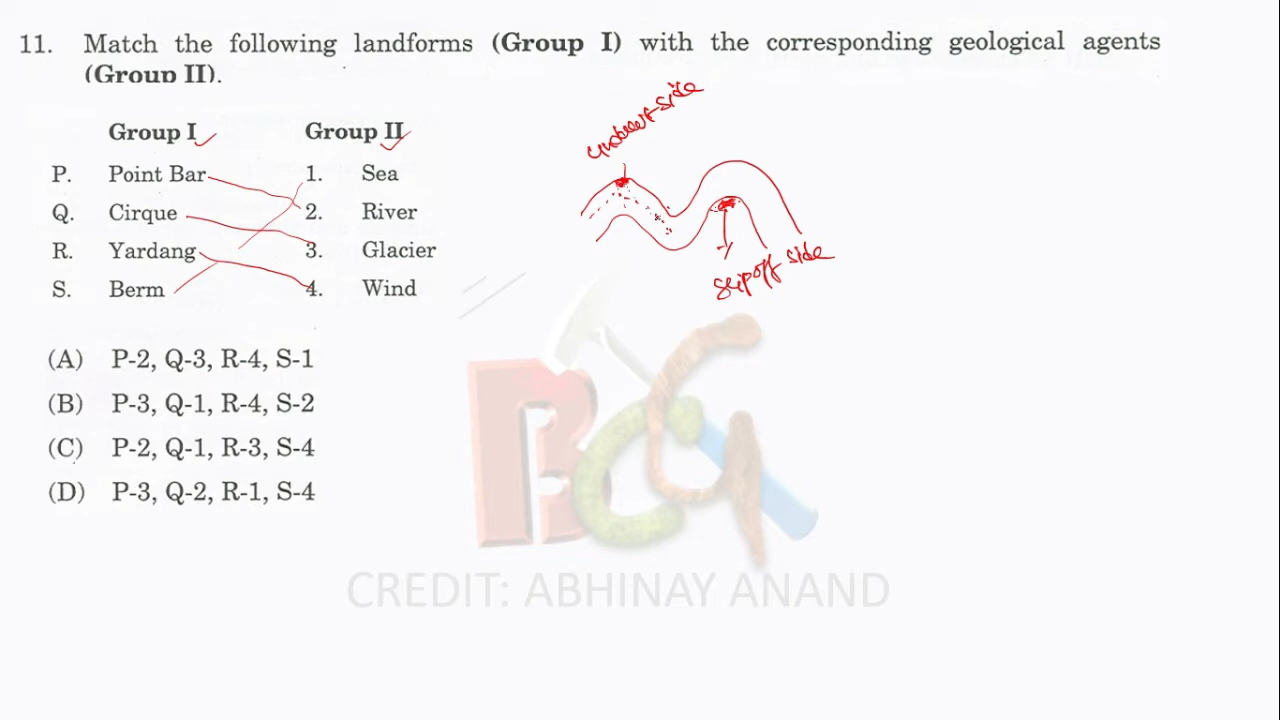 11. Match the following landforms (Group I) with the corresponding geological agents
(Group II).
Group I Group II
P. Point Bar 1. Sea
Q. Cirque 2. River
R. Yardang 3. Glacier
S. Berm 4. Wind
(A) P-2, Q-3, R-4, S-1
(B) P-3, Q-1, R-4, S-2
(C) P-2, Q-1, R-3, S-4
(D) P-3, Q-2, R-1, S-4
side
slipoff side
BCG
CREDIT: ABHINAY ANAND